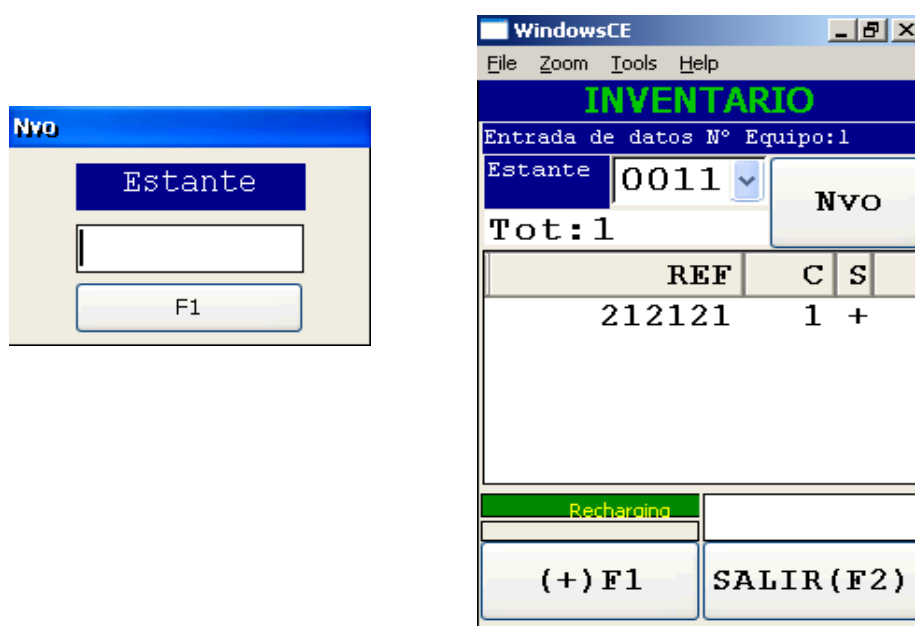 Nvo
Estante
F1
WindowsCE
File Zoom Tools Help
INVENTARIO
Entrada de datos Nº Equipo:1
Estante 0011 Nvo
Tot:1
REF C S
212121 1 +
Recharging
(+)F1 SALIR(F2)